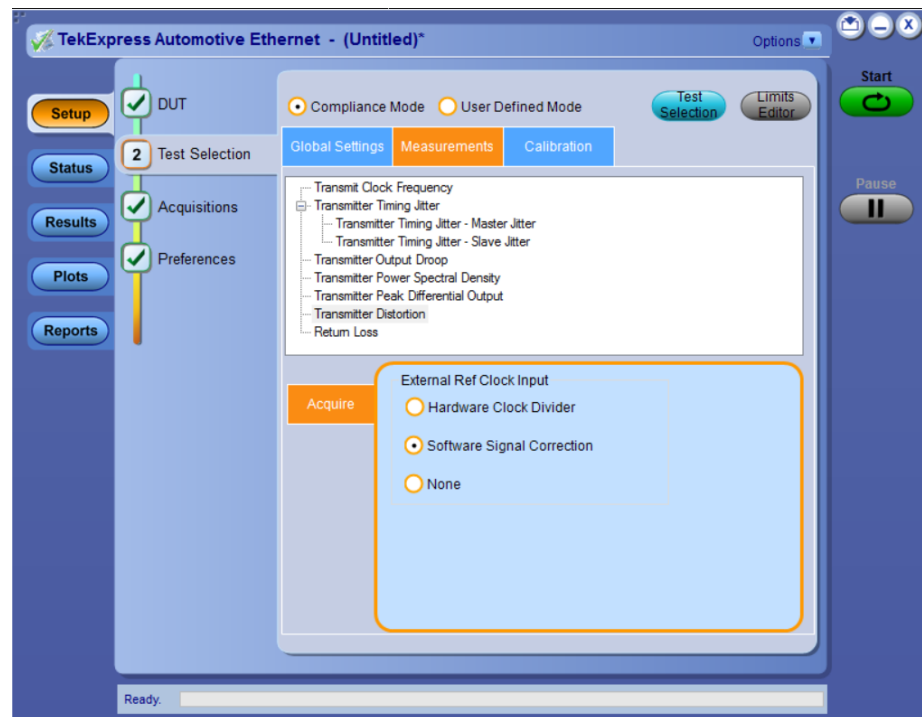 TekExpress Automotive Ethernet - (Untitled)*
Options
Start
Pause
Setup
Status
Results
Plots
Reports
DUT
2 Test Selection
Acquisitions
Preferences
Compliance Mode
User Defined Mode
Test Selection
Limits Editor
Global Settings
Measurements
Calibration
Transmit Clock Frequency
Transmitter Timing Jitter
Transmitter Timing Jitter - Master Jitter
Transmitter Timing Jitter - Slave Jitter
Transmitter Output Droop
Transmitter Power Spectral Density
Transmitter Peak Differential Output
Transmitter Distortion
Return Loss
Acquire
External Ref Clock Input
Hardware Clock Divider
Software Signal Correction
None
Ready.